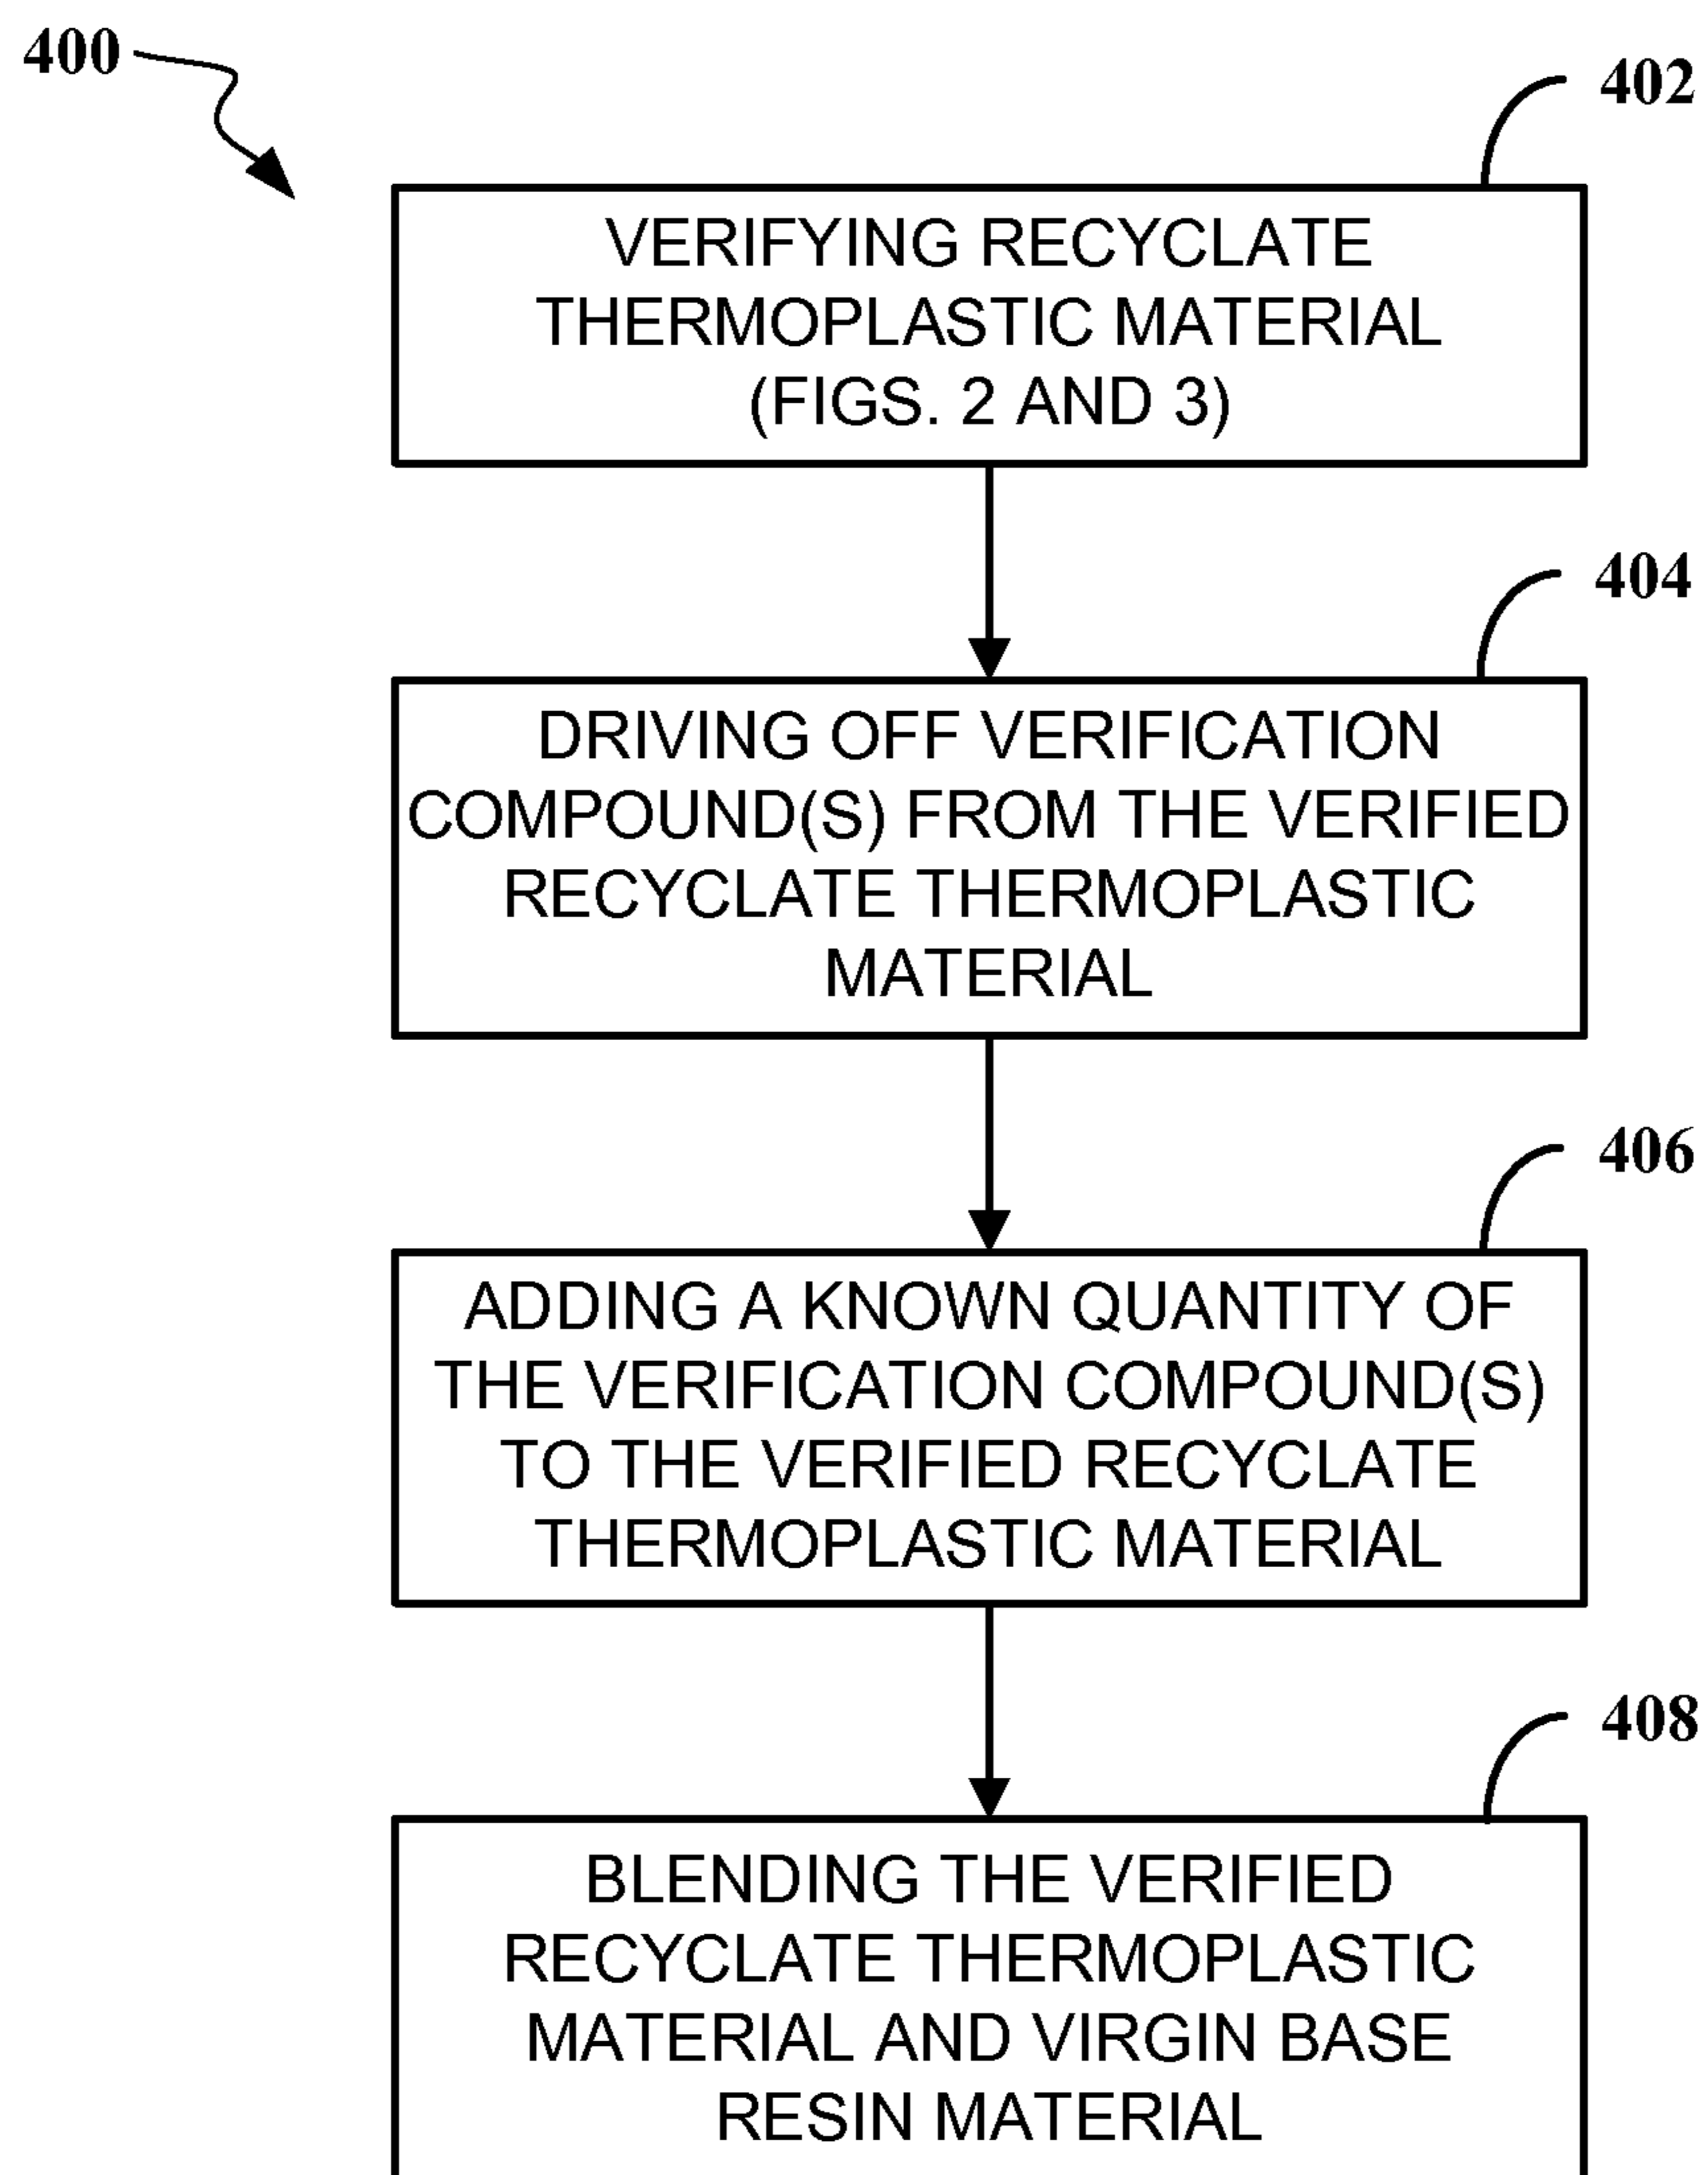 400
402
VERIFYING RECYCLATE
THERMOPLASTIC MATERIAL
(FIGS. 2 AND 3)
404
DRIVING OFF VERIFICATION
COMPOUND(S) FROM THE VERIFIED
RECYCLATE THERMOPLASTIC
MATERIAL
406
ADDING A KNOWN QUANTITY OF
THE VERIFICATION COMPOUND(S)
TO THE VERIFIED RECYCLATE
THERMOPLASTIC MATERIAL
408
BLENDING THE VERIFIED
RECYCLATE THERMOPLASTIC
MATERIAL AND VIRGIN BASE
RESIN MATERIAL